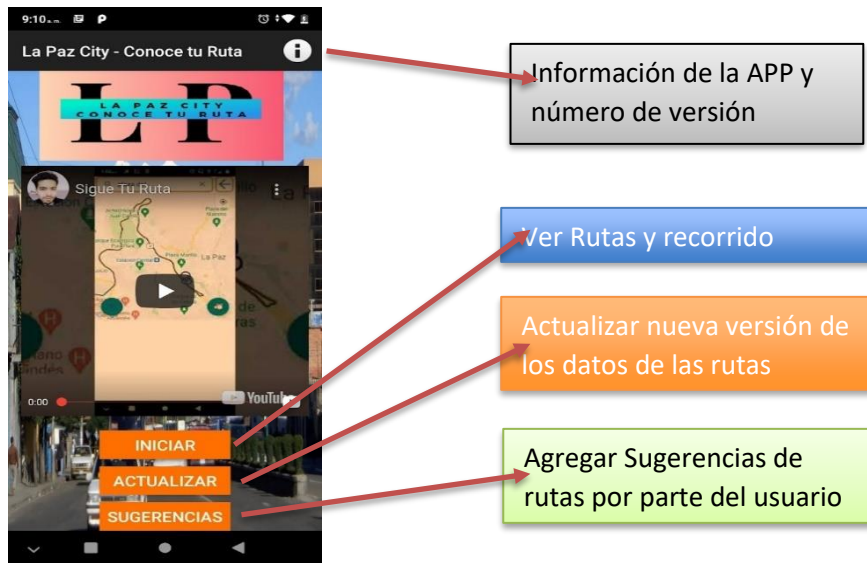 9:10 a.m.
La Paz City - Conoce tu Ruta
i
Información de la APP y
número de versión
LP
LA PAZ CITY
CONOCE TU RUTA
Sigue Tu Ruta
La Paz
0:00
YouTube
Ver Rutas y recorrido
Actualizar nueva versión de
los datos de las rutas
INICIAR
ACTUALIZAR
SUGERENCIAS
Agregar Sugerencias de
rutas por parte del usuario